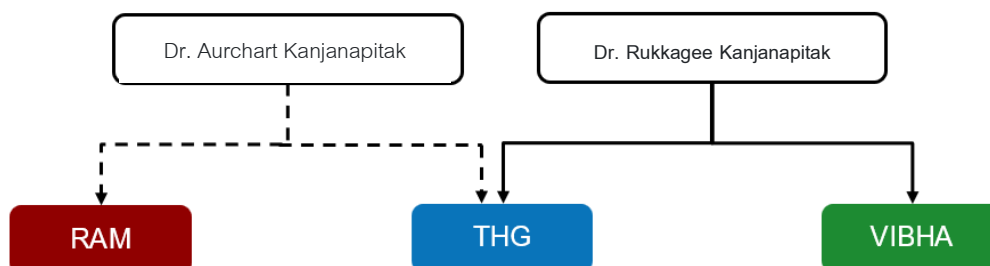 Dr. Aurchart Kanjanapitak
Dr. Rukkagee Kanjanapitak
RAM
THG
VIBHA